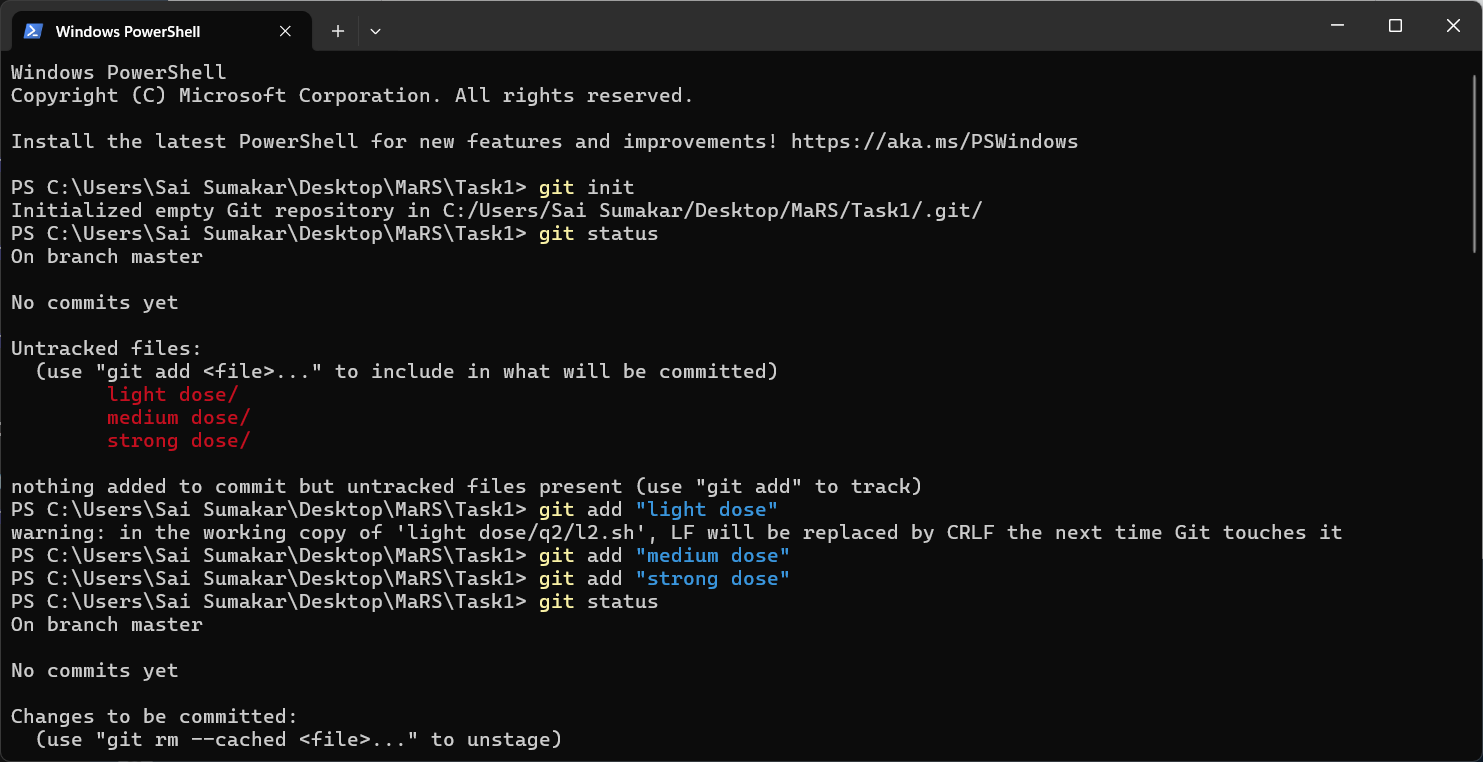 Windows PowerShell
Windows PowerShell
Copyright (C) Microsoft Corporation. All rights reserved.
Install the latest PowerShell for new features and improvements! https://aka.ms/PSWindows
PS C:\Users\Sai Sumakar\Desktop\MaRS\Task1> git init
Initialized empty Git repository in C:/Users/Sai Sumakar/Desktop/MaRS/Task1/.git/
PS C:\Users\Sai Sumakar\Desktop\MaRS\Task1> git status
On branch master
No commits yet
Untracked files:
  (use "git add <file>..." to include in what will be committed)
        light dose/
        medium dose/
        strong dose/
nothing added to commit but untracked files present (use "git add" to track)
PS C:\Users\Sai Sumakar\Desktop\MaRS\Task1> git add "light dose"
warning: in the working copy of 'light dose/q2/l2.sh', LF will be replaced by CRLF the next time Git touches it
PS C:\Users\Sai Sumakar\Desktop\MaRS\Task1> git add "medium dose"
PS C:\Users\Sai Sumakar\Desktop\MaRS\Task1> git add "strong dose"
PS C:\Users\Sai Sumakar\Desktop\MaRS\Task1> git status
On branch master
No commits yet
Changes to be committed:
  (use "git rm --cached <file>..." to unstage)